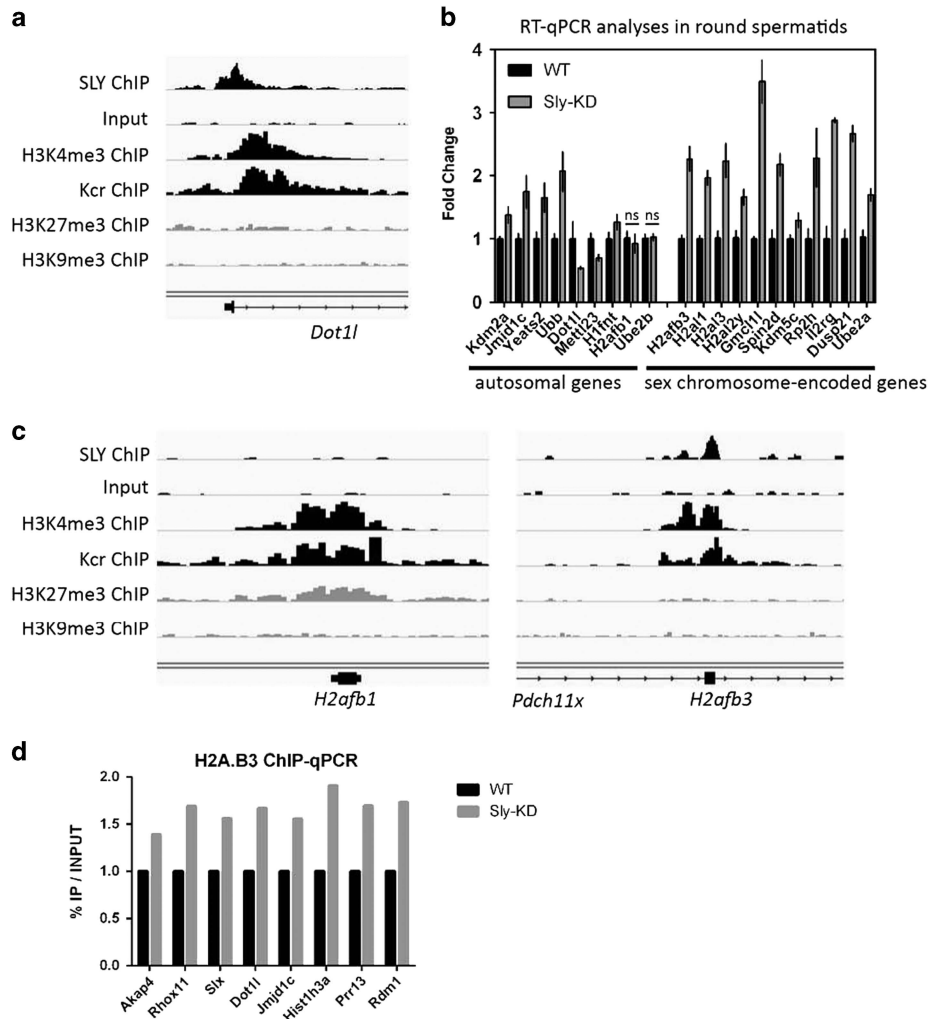 a
SLY ChIP
Input
H3K4me3 ChIP
Kcr ChIP
H3K27me3 ChIP
H3K9me3 ChIP
Dot1l
b
RT-qPCR analyses in round spermatids
Fold Change
4
3
2
1
0
WT
Sly-KD
ns ns
Kdm2a
Jmjd1c
Yeats2
Ubb
Dot1l
Mettl23
H1fnt
H2afb1
Ube2b
H2afb3
H2al1
H2al3
H2al2y
Gmcl1l
Spin2d
Kdm5c
Rp2h
Il2rg
Dusp21
Ube2a
autosomal genes
sex chromosome-encoded genes
c
SLY ChIP
Input
H3K4me3 ChIP
Kcr ChIP
H3K27me3 ChIP
H3K9me3 ChIP
H2afb1
Pdch11x
H2afb3
d
H2A.B3 ChIP-qPCR
% IP / INPUT
2.0
1.5
1.0
0.5
0.0
WT
Sly-KD
Akap4
Rhox11
Slx
Dot1l
Jmjd1c
Hist1h3a
Prr13
Rdm1